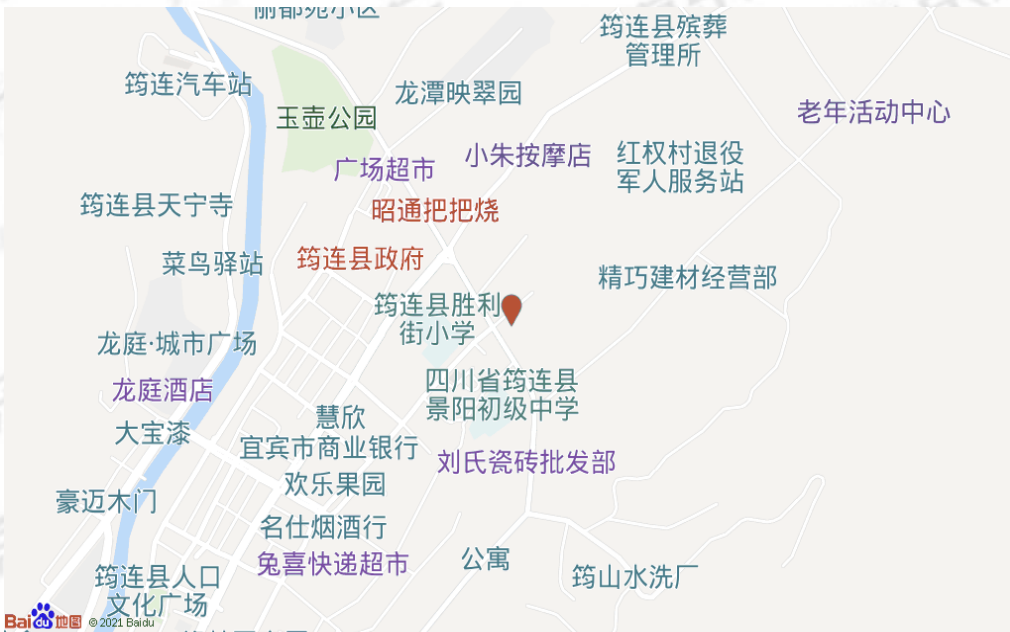 丽都苑小区
筠连县殡葬
管理所
筠连汽车站
龙潭映翠园
老年活动中心
玉壶公园
小朱按摩店
红权村退役
军人服务站
广场超市
筠连县天宁寺
昭通把把烧
菜鸟驿站
筠连县政府
精巧建材经营部
筠连县胜利
街小学
龙庭·城市广场
龙庭酒店
四川省筠连县
景阳初级中学
大宝漆
慧欣
宜宾市商业银行
刘氏瓷砖批发部
欢乐果园
豪迈木门
名仕烟酒行
兔喜快递超市
公寓
筠山水洗厂
筠连县人口
文化广场
Bai du 地图 © 2021 Baidu